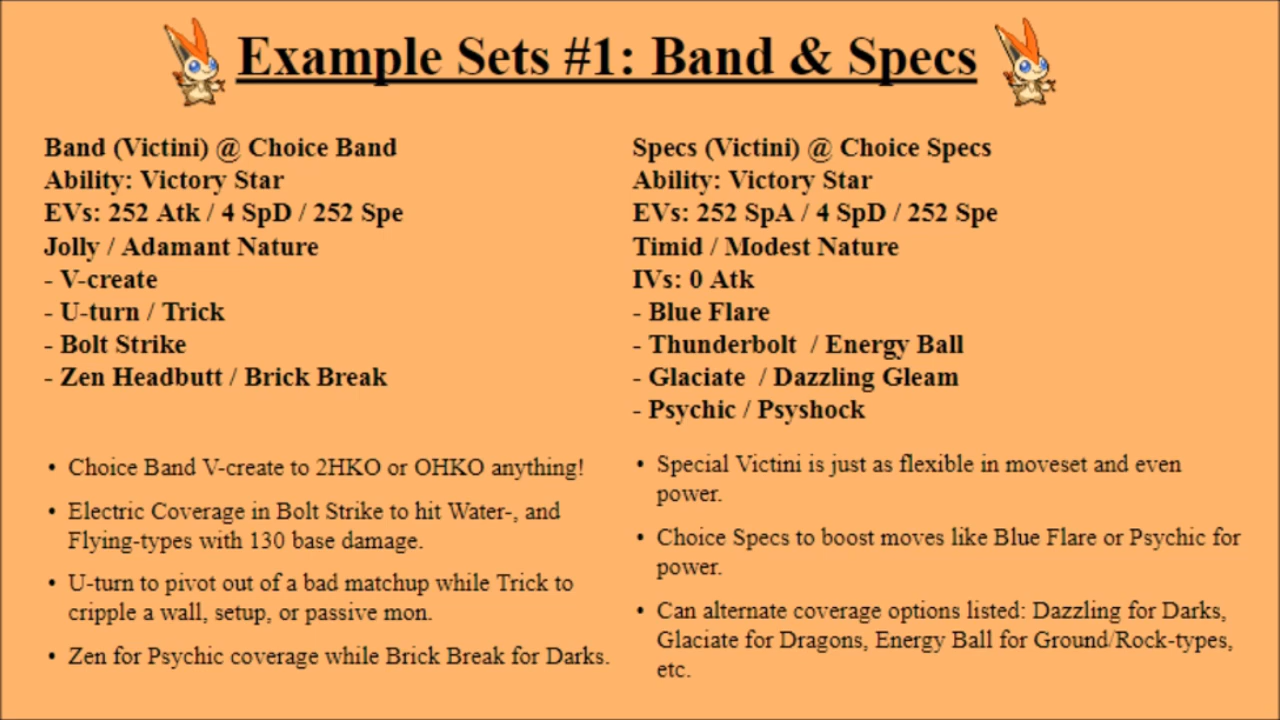 Example Sets #1: Band & Specs
Band (Victini) @ Choice Band
Ability: Victory Star
EVs: 252 Atk / 4 SpD / 252 Spe
Jolly / Adamant Nature
- V-create
- U-turn / Trick
- Bolt Strike
- Zen Headbutt / Brick Break
• Choice Band V-create to 2HKO or OHKO anything!
• Electric Coverage in Bolt Strike to hit Water-, and
Flying-types with 130 base damage.
• U-turn to pivot out of a bad matchup while Trick to
cripple a wall, setup, or passive mon.
• Zen for Psychic coverage while Brick Break for Darks.
Specs (Victini) @ Choice Specs
Ability: Victory Star
EVs: 252 SpA / 4 SpD / 252 Spe
Timid / Modest Nature
IVs: 0 Atk
- Blue Flare
- Thunderbolt  / Energy Ball
- Glaciate  / Dazzling Gleam
- Psychic / Psyshock
• Special Victini is just as flexible in moveset and even
power.
• Choice Specs to boost moves like Blue Flare or Psychic for
power.
• Can alternate coverage options listed: Dazzling for Darks,
Glaciate for Dragons, Energy Ball for Ground/Rock-types,
etc.